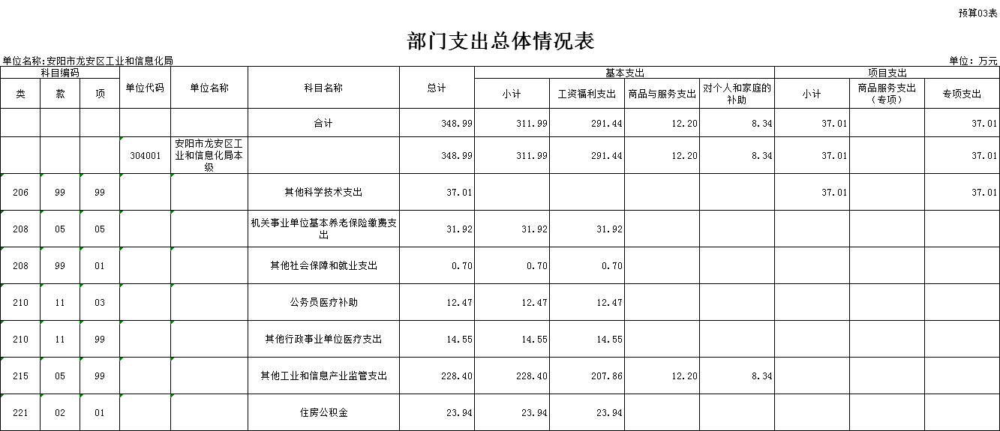 预算03表
部门支出总体情况表
单位名称:安阳市龙安区工业和信息化局 单位：万元
科目编码 单位代码 单位名称 科目名称 总计 基本支出 项目支出
类 款 项 小计 工资福利支出 商品与服务支出 对个人和家庭的补助 小计 商品服务支出（专项） 专项支出
合计 348.99 311.99 291.44 12.20 8.34 37.01 37.01
304001 安阳市龙安区工业和信息化局本级 348.99 311.99 291.44 12.20 8.34 37.01 37.01
206 99 99 其他科学技术支出 37.01 37.01 37.01
208 05 05 机关事业单位基本养老保险缴费支出 31.92 31.92 31.92
208 99 01 其他社会保障和就业支出 0.70 0.70 0.70
210 11 03 公务员医疗补助 12.47 12.47 12.47
210 11 99 其他行政事业单位医疗支出 14.55 14.55 14.55
215 05 99 其他工业和信息产业监管支出 228.40 228.40 207.86 12.20 8.34
221 02 01 住房公积金 23.94 23.94 23.94